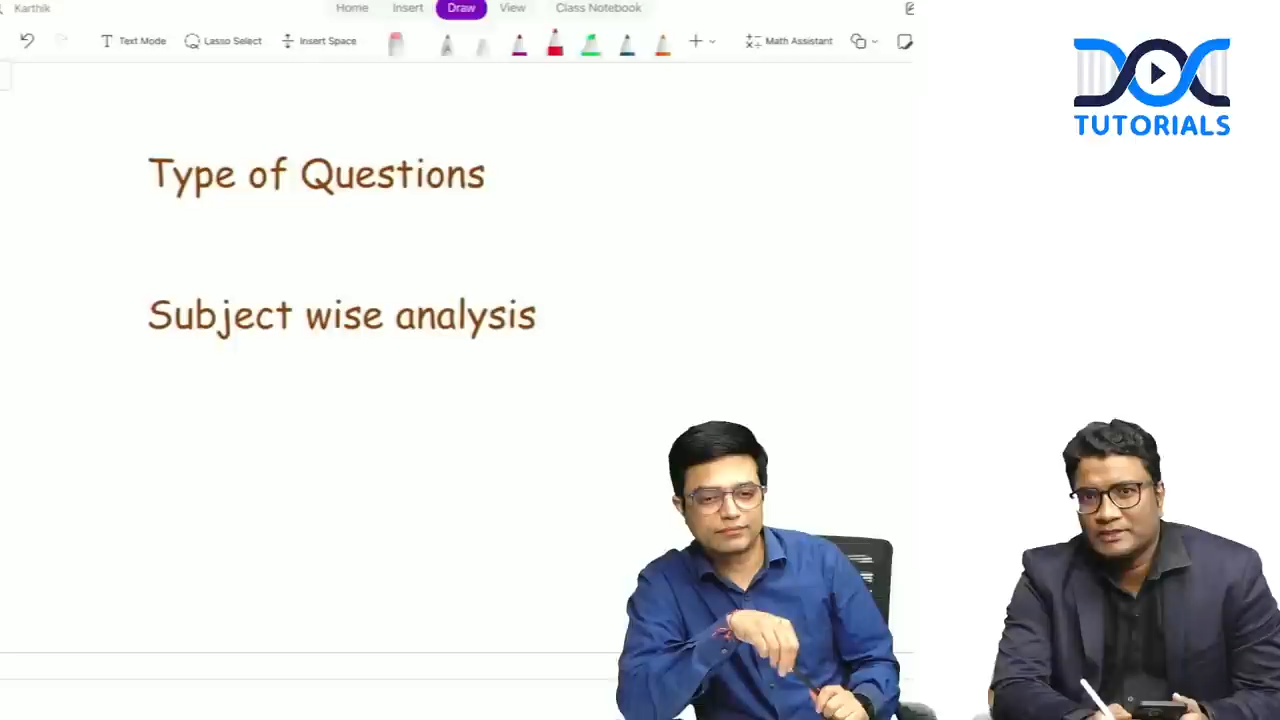 Karthik
Home Insert Draw View Class Notebook
Text Mode Lasso Select Insert Space Math Assistant
TUTORIALS
Type of Questions
Subject wise analysis